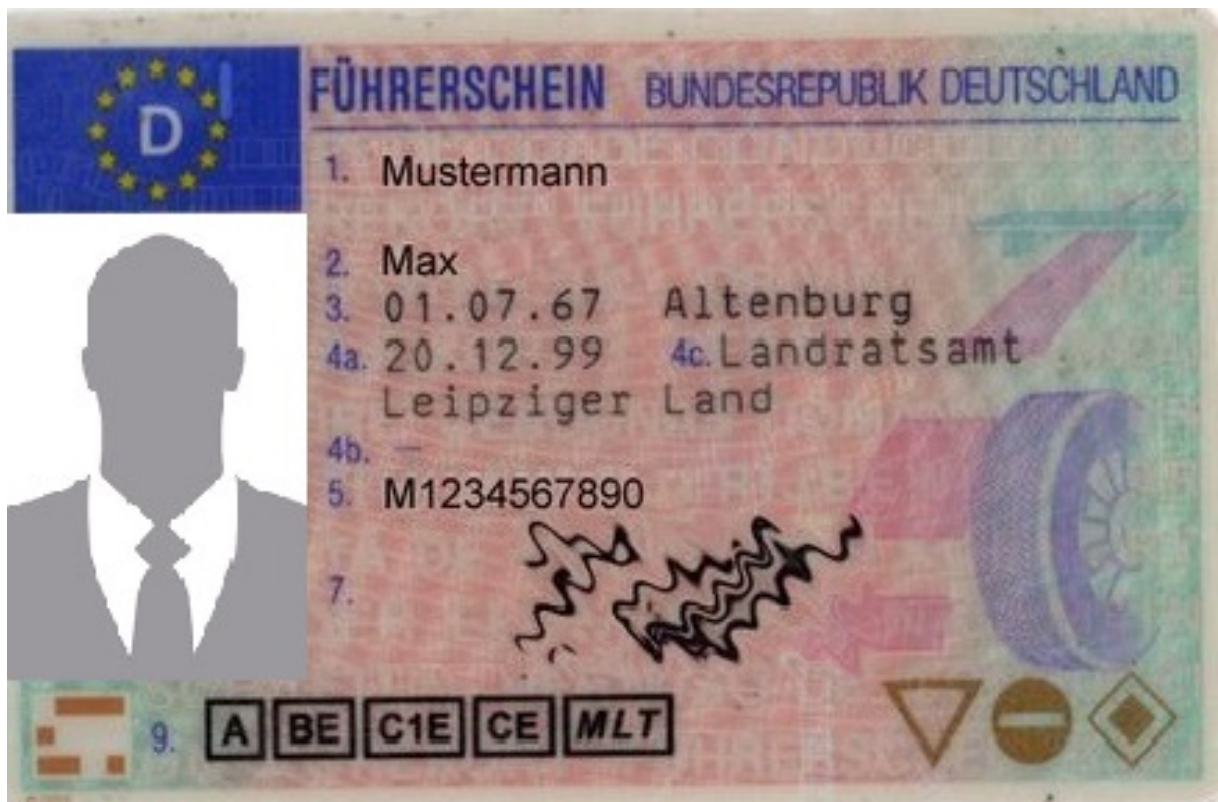 D
FÜHRERSCHEIN BUNDESREPUBLIK DEUTSCHLAND
1. Mustermann
2. Max
3. 01.07.67 Altenburg
4a. 20.12.99 4c. Landratsamt
Leipziger Land
4b. —
5. M1234567890
7.
9. A BE C1E CE MLT